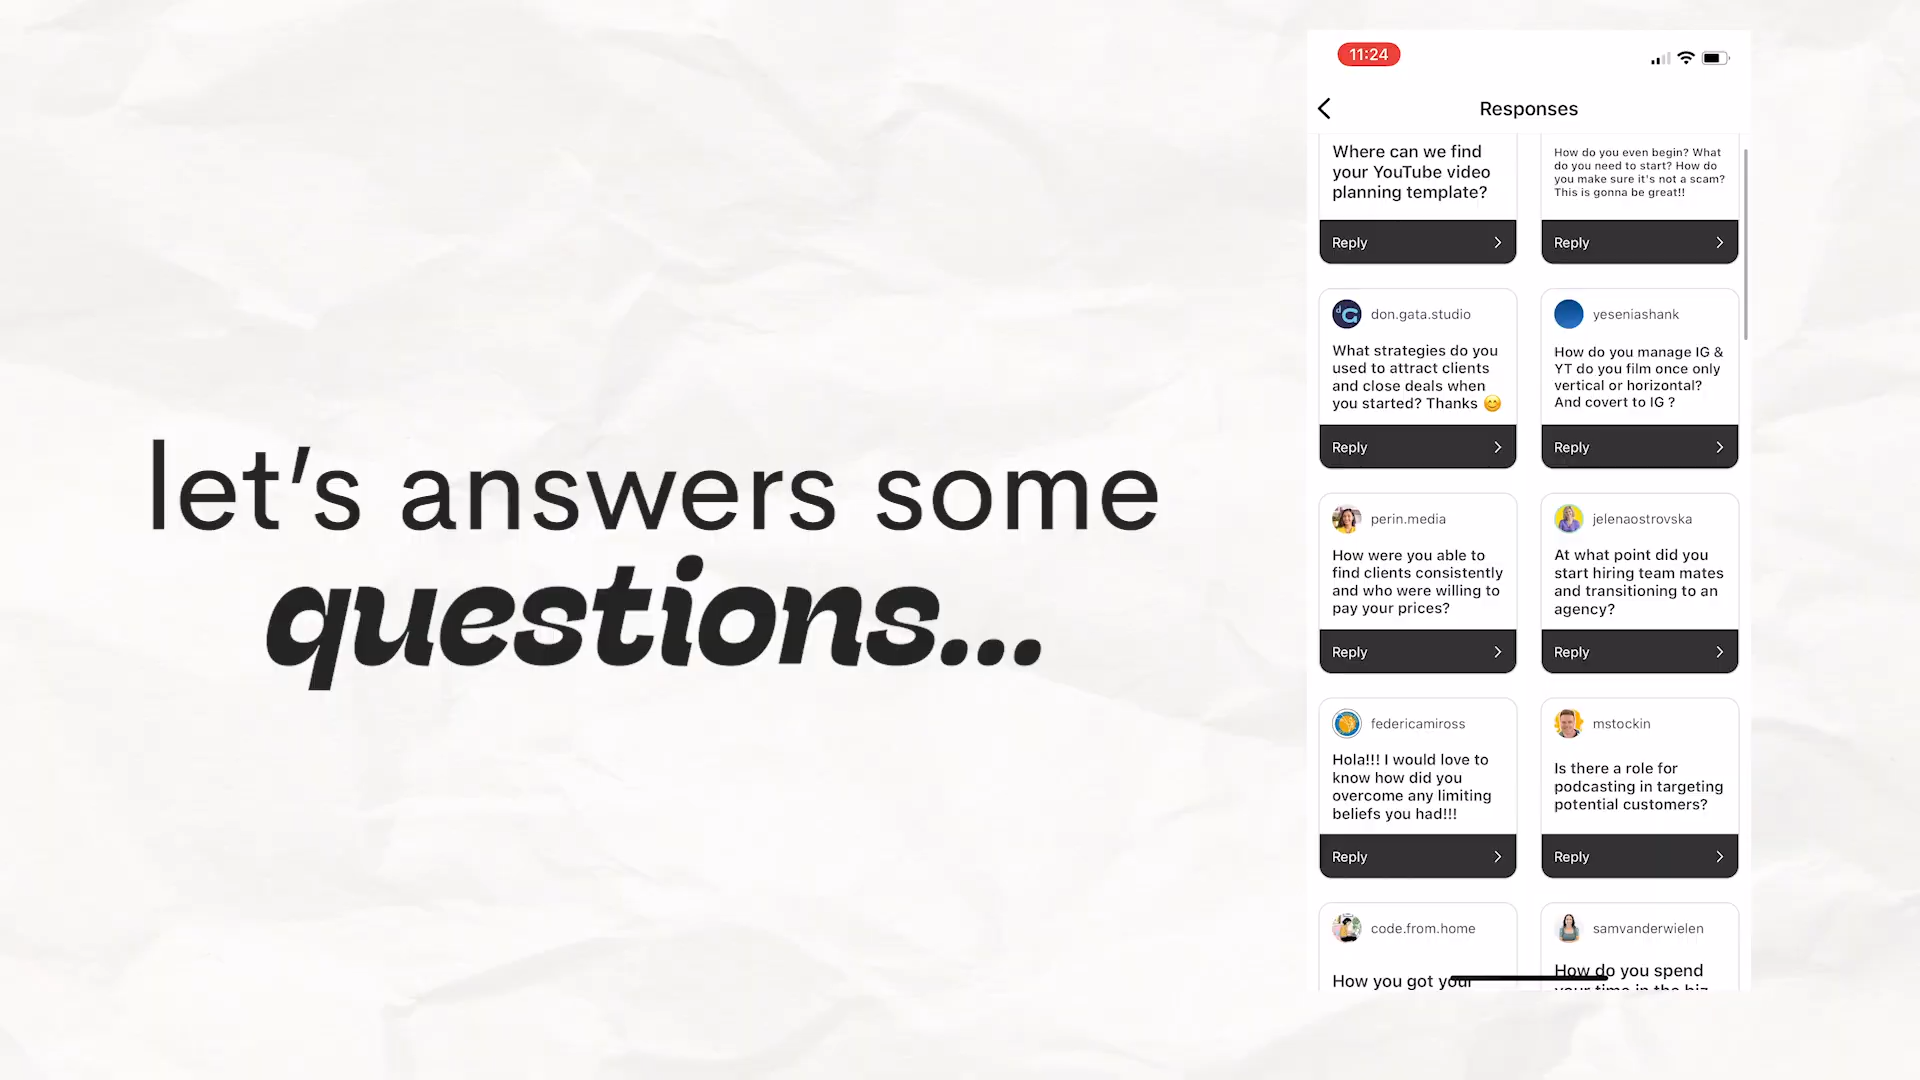 let's answers some
questions...
11:24
Responses
Where can we find
your YouTube video
planning template?
Reply
How do you even begin? What
do you need to start? How do
you make sure it's not a scam?
This is gonna be great!!
Reply
don.gata.studio
What strategies do you
used to attract clients
and close deals when
you started? Thanks 😊
Reply
yeseniashank
How do you manage IG &
YT do you film once only
vertical or horizontal?
And covert to IG ?
Reply
perin.media
How were you able to
find clients consistently
and who were willing to
pay your prices?
Reply
jelenaostrovska
At what point did you
start hiring team mates
and transitioning to an
agency?
Reply
federicamiross
Hola!!! I would love to
know how did you
overcome any limiting
beliefs you had!!!
Reply
mstockin
Is there a role for
podcasting in targeting
potential customers?
Reply
code.from.home
How you got your
samvanderwielen
How do you spend
your time in the biz